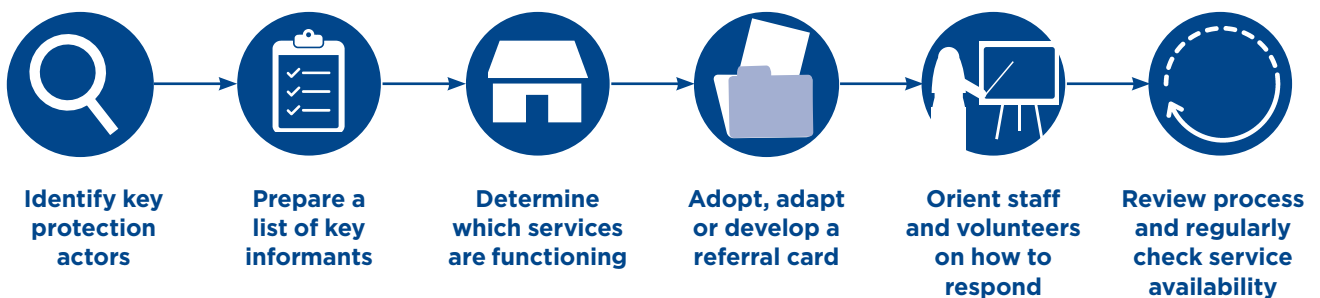 Identify key
protection
actors
Prepare a
list of key
informants
Determine
which services
are functioning
Adopt, adapt
or develop a
referral card
Orient staff
and volunteers
on how to
respond
Review process
and regularly
check service
availability